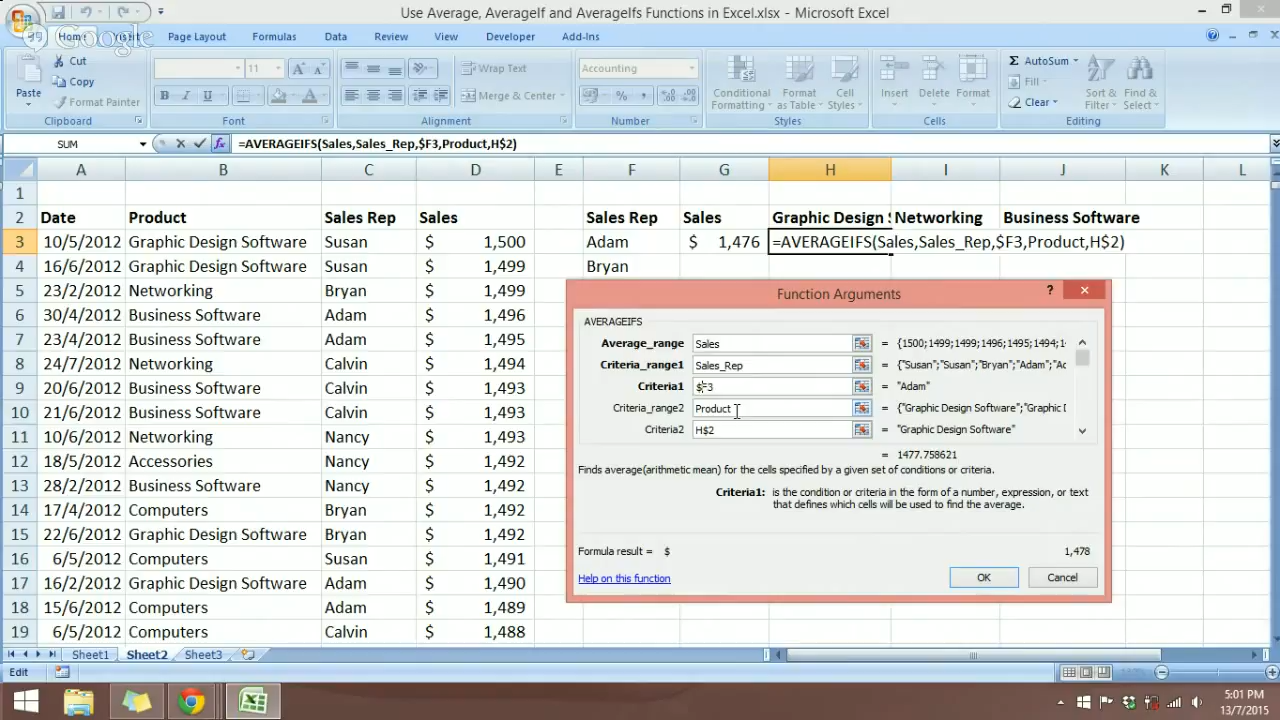 Use Average, AverageIf and AverageIfs Functions in Excel.xlsx - Microsoft Excel
Google
Home Insert Page Layout Formulas Data Review View Developer Add-Ins
Paste
Cut
Copy
Format Painter
Clipboard
11
A A
B I U
A
Font
Wrap Text
Merge & Center
Alignment
Accounting
% ,
Number
Conditional Formatting
Format as Table
Cell Styles
Styles
Insert Delete Format
Cells
Σ AutoSum
Fill
Clear
Sort & Filter
Find & Select
Editing
SUM fx =AVERAGEIFS(Sales,Sales_Rep,$F3,Product,H$2)
A B C D E F G H I J K L
1
2 Date Product Sales Rep Sales Sales Rep Sales Graphic Design S Networking Business Software
3 10/5/2012 Graphic Design Software Susan $ 1,500 Adam $ 1,476 =AVERAGEIFS(Sales,Sales_Rep,$F3,Product,H$2)
4 16/6/2012 Graphic Design Software Susan $ 1,499 Bryan
5 23/2/2012 Networking Bryan $ 1,499
6 30/4/2012 Business Software Adam $ 1,496
7 23/4/2012 Business Software Adam $ 1,495
8 24/7/2012 Networking Calvin $ 1,494
9 20/6/2012 Business Software Calvin $ 1,493
10 21/6/2012 Business Software Calvin $ 1,493
11 10/6/2012 Networking Nancy $ 1,493
12 18/5/2012 Accessories Nancy $ 1,492
13 28/2/2012 Business Software Nancy $ 1,492
14 17/4/2012 Computers Bryan $ 1,492
15 22/6/2012 Graphic Design Software Bryan $ 1,492
16 6/5/2012 Computers Susan $ 1,491
17 16/2/2012 Graphic Design Software Adam $ 1,490
18 15/6/2012 Computers Adam $ 1,489
19 6/5/2012 Computers Calvin $ 1,488
Function Arguments ?
AVERAGEIFS
Average_range Sales = {1500;1499;1499;1496;1495;1494;1
Criteria_range1 Sales_Rep = {"Susan";"Susan";"Bryan";"Adam";"Ac
Criteria1 $F3 = "Adam"
Criteria_range2 Product = {"Graphic Design Software";"Graphic D
Criteria2 H$2 = "Graphic Design Software"
= 1477.758621
Finds average(arithmetic mean) for the cells specified by a given set of conditions or criteria.
Criteria1: is the condition or criteria in the form of a number, expression, or text
that defines which cells will be used to find the average.
Formula result = $ 1,478
Help on this function
OK Cancel
Sheet1 Sheet2 Sheet3
Edit
5:01 PM
13/7/2015